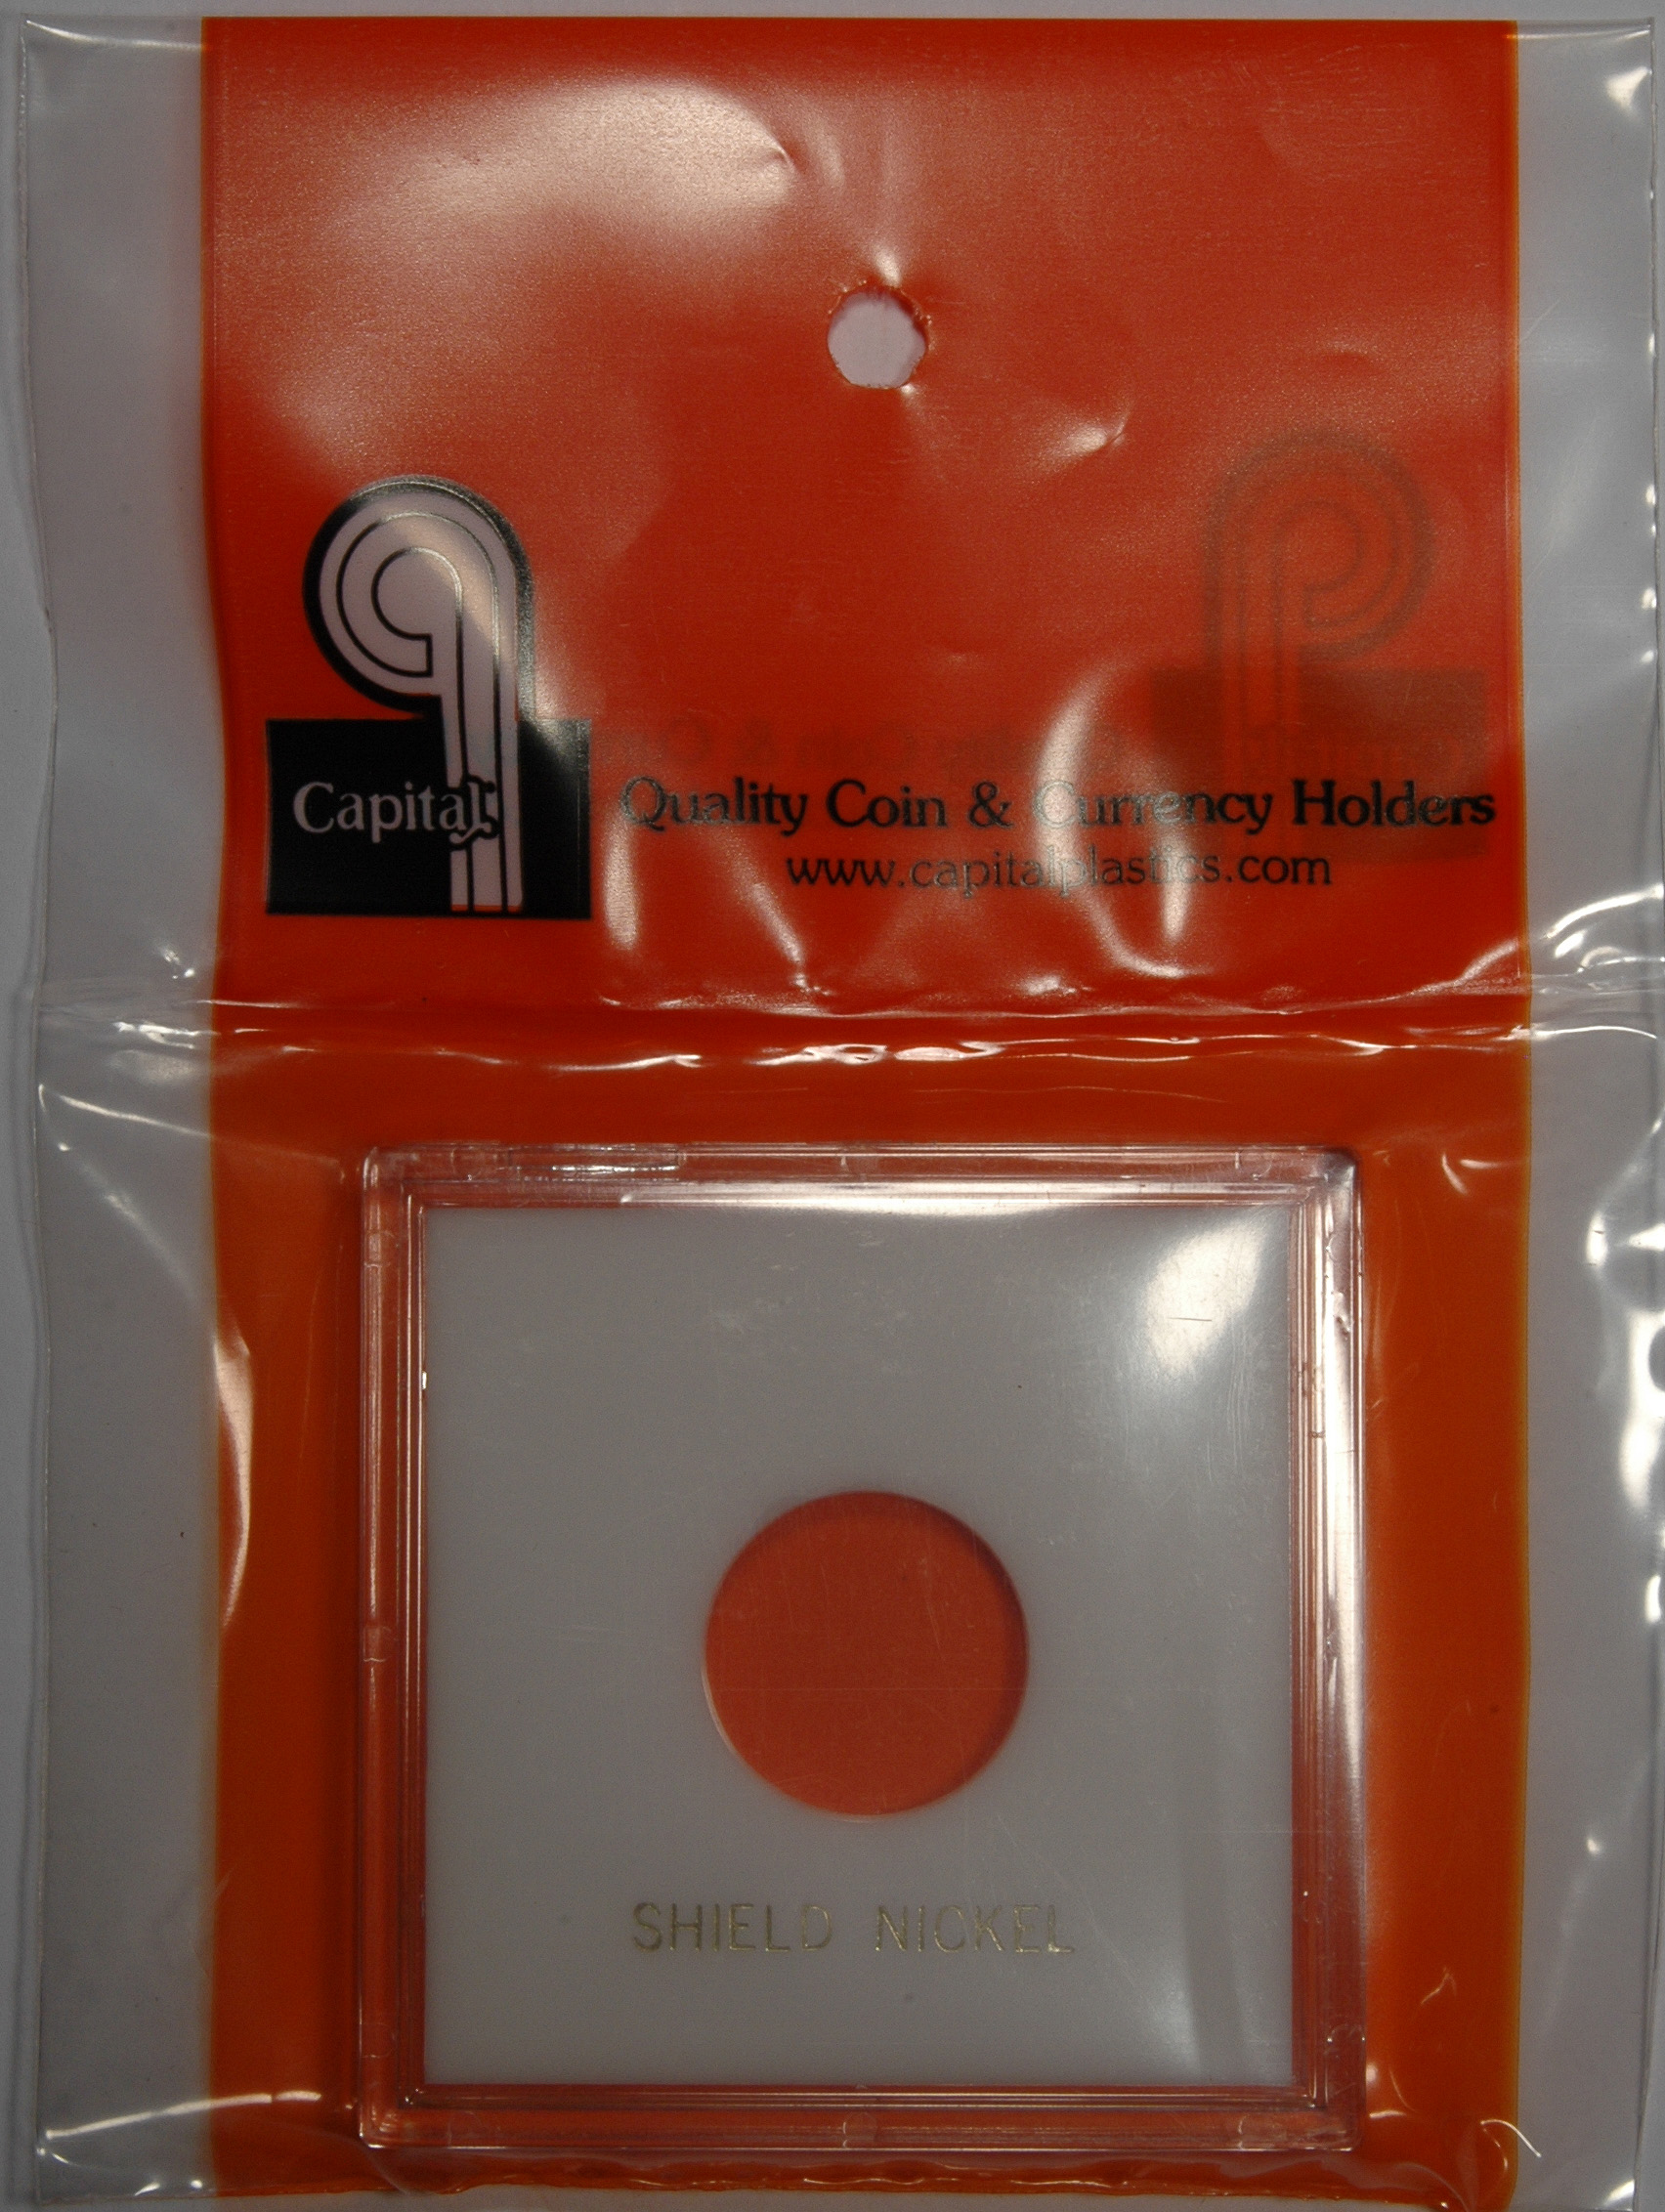 Capital
Quality Coin & Currency Holders
www.capitalplastics.com
SHIELD NICKEL